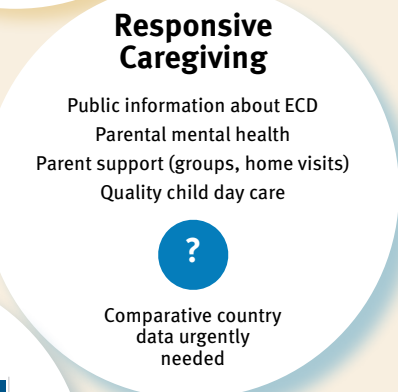 Responsive
Caregiving
Public information about ECD
Parental mental health
Parent support (groups, home visits)
Quality child day care
?
Comparative country
data urgently
needed